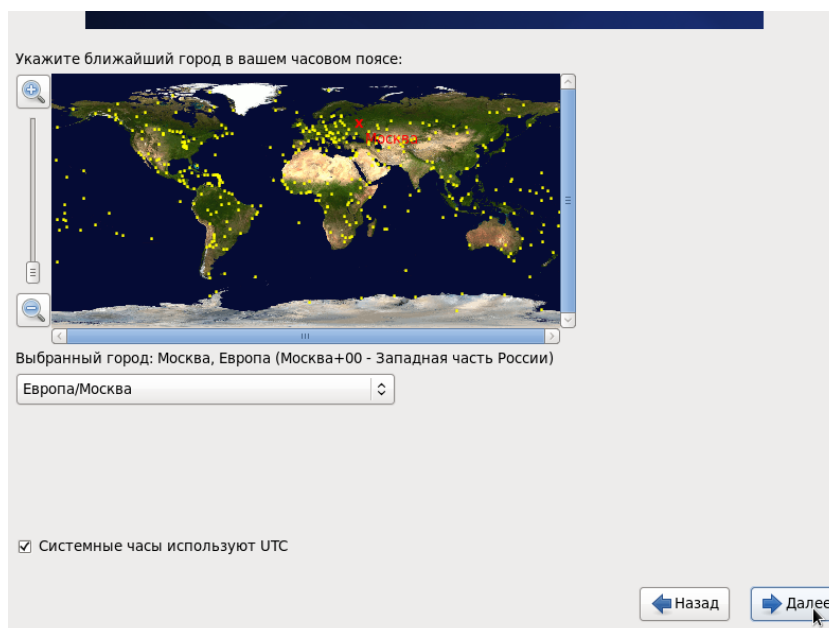 Укажите ближайший город в вашем часовом поясе:
Москва
Выбранный город: Москва, Европа (Москва+00 - Западная часть России)
Европа/Москва
Системные часы используют UTC
Назад
Далее